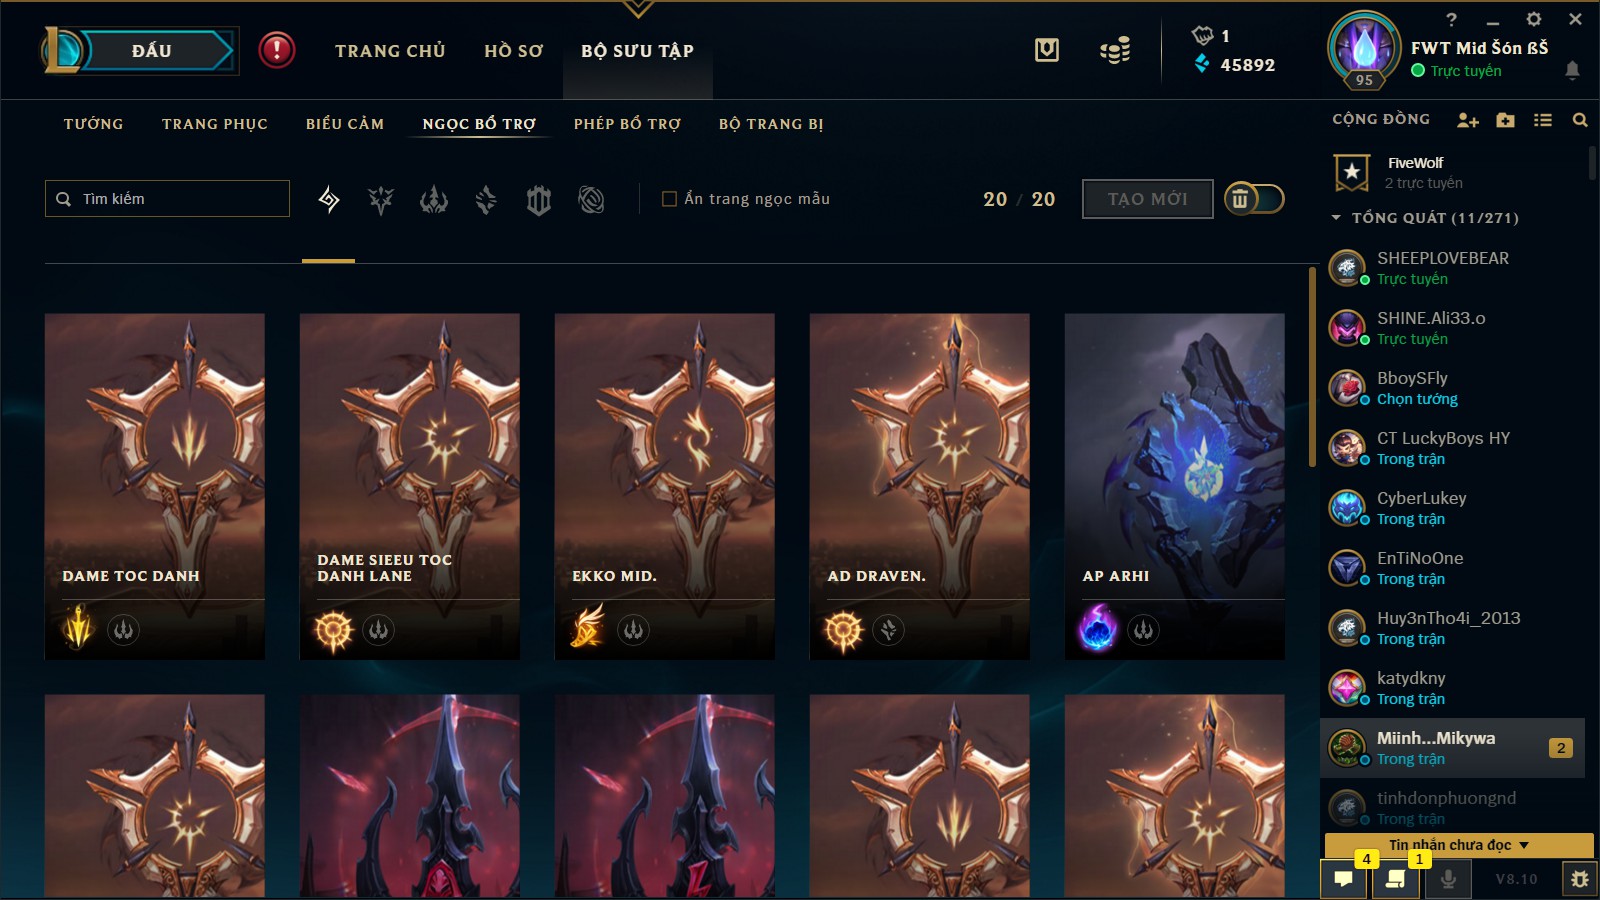 ĐẤU
TRANG CHỦ
HỒ SƠ
BỘ SƯU TẬP
1
45892
?
FWT Mid Šón ßŠ
Trực tuyến
95
TƯỚNG
TRANG PHỤC
BIỂU CẢM
NGỌC BỔ TRỢ
PHÉP BỔ TRỢ
BỘ TRANG BỊ
CỘNG ĐỒNG
Tìm kiếm
Ẩn trang ngọc mẫu
20 / 20
TẠO MỚI
FiveWolf
2 trực tuyến
TỔNG QUÁT (11/271)
SHEEPLOVEBEAR
Trực tuyến
SHINE.Ali33.o
Trực tuyến
BboySFly
Chọn tướng
CT LuckyBoys HY
Trong trận
CyberLukey
Trong trận
EnTiNoOne
Trong trận
Huy3nTho4i_2013
Trong trận
katydkny
Trong trận
Miinh...Mikywa
Trong trận
2
tinhdonphuongnd
Trong trận
Tin nhắn chưa đọc
4
1
V8.10
DAME TOC DANH
DAME SIEEU TOC
DANH LANE
EKKO MID.
AD DRAVEN.
AP ARHI